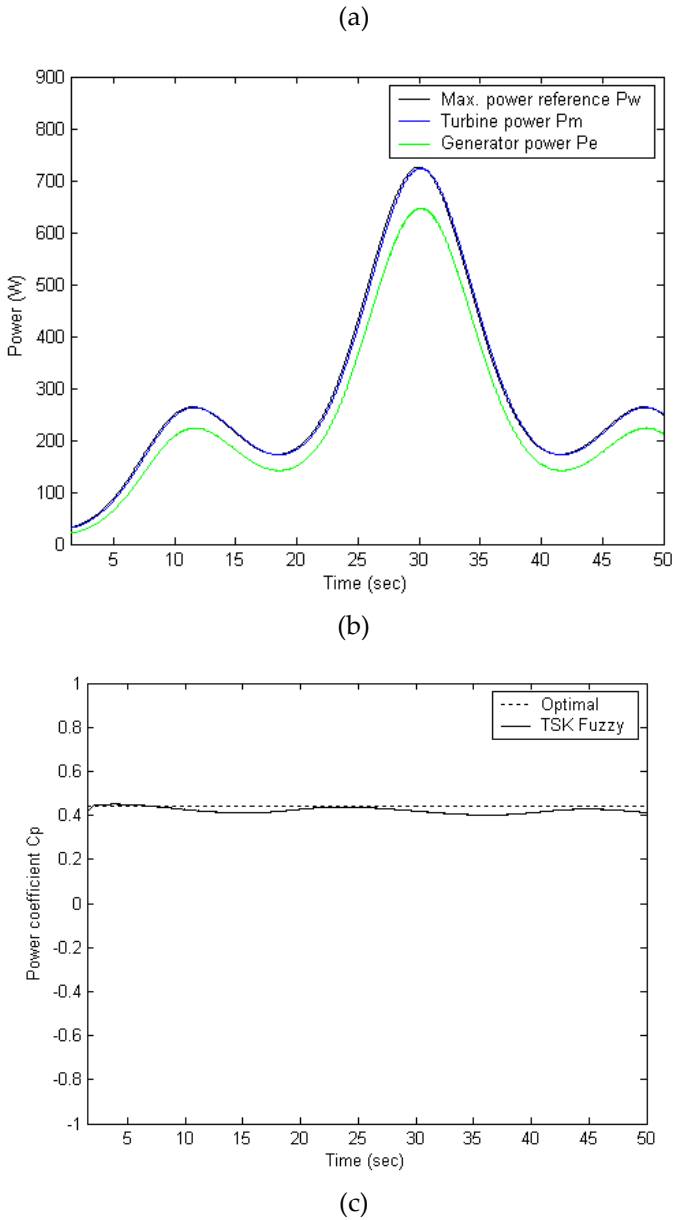 (a)
900
800
700
600
500
400
300
200
100
0
Power (W)
Max. power reference Pw
Turbine power Pm
Generator power Pe
5 10 15 20 25 30 35 40 45 50
Time (sec)
(b)
1
0.8
0.6
0.4
0.2
0
-0.2
-0.4
-0.6
-0.8
-1
Power coefficient Cp
Optimal
TSK Fuzzy
5 10 15 20 25 30 35 40 45 50
Time (sec)
(c)